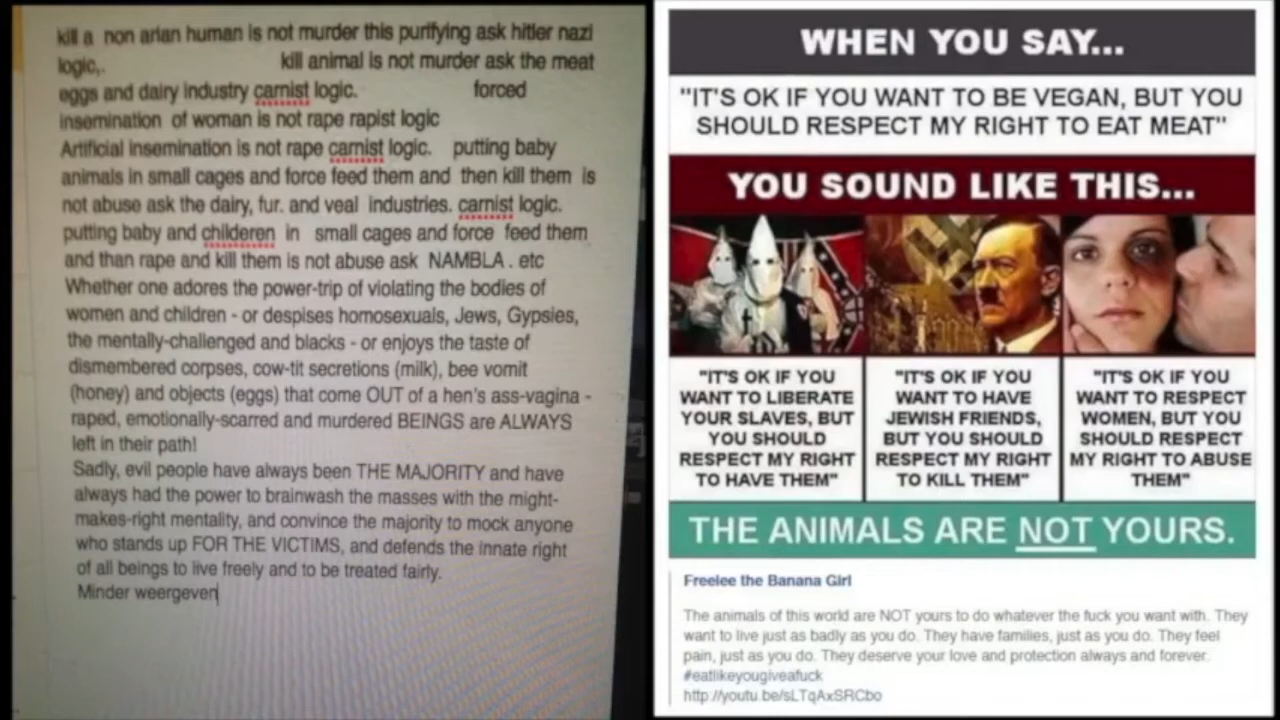 kill a non arian human is not murder this purifying ask hitler nazi
logic,. kill animal is not murder ask the meat
eggs and dairy industry carnist logic. forced
insemination of woman is not rape rapist logic
Artificial insemination is not rape carnist logic. putting baby
animals in small cages and force feed them and then kill them is
not abuse ask the dairy, fur. and veal industries. carnist logic.
putting baby and childeren in small cages and force feed them
and than rape and kill them is not abuse ask NAMBLA . etc
Whether one adores the power-trip of violating the bodies of
women and children - or despises homosexuals, Jews, Gypsies,
the mentally-challenged and blacks - or enjoys the taste of
dismembered corpses, cow-tit secretions (milk), bee vomit
(honey) and objects (eggs) that come OUT of a hen's ass-vagina -
raped, emotionally-scarred and murdered BEINGS are ALWAYS
left in their path!
Sadly, evil people have always been THE MAJORITY and have
always had the power to brainwash the masses with the might-
makes-right mentality, and convince the majority to mock anyone
who stands up FOR THE VICTIMS, and defends the innate right
of all beings to live freely and to be treated fairly.
Minder weergeven
WHEN YOU SAY...
"IT'S OK IF YOU WANT TO BE VEGAN, BUT YOU
SHOULD RESPECT MY RIGHT TO EAT MEAT"
YOU SOUND LIKE THIS...
"IT'S OK IF YOU
WANT TO LIBERATE
YOUR SLAVES, BUT
YOU SHOULD
RESPECT MY RIGHT
TO HAVE THEM"
"IT'S OK IF YOU
WANT TO HAVE
JEWISH FRIENDS,
BUT YOU SHOULD
RESPECT MY RIGHT
TO KILL THEM"
"IT'S OK IF YOU
WANT TO RESPECT
WOMEN, BUT YOU
SHOULD RESPECT
MY RIGHT TO ABUSE
THEM"
THE ANIMALS ARE NOT YOURS.
Freelee the Banana Girl
The animals of this world are NOT yours to do whatever the fuck you want with. They
want to live just as badly as you do. They have families, just as you do. They feel
pain, just as you do. They deserve your love and protection always and forever.
#eatlikeyougiveafuck
http://youtu.be/sLTqAxSRCbo